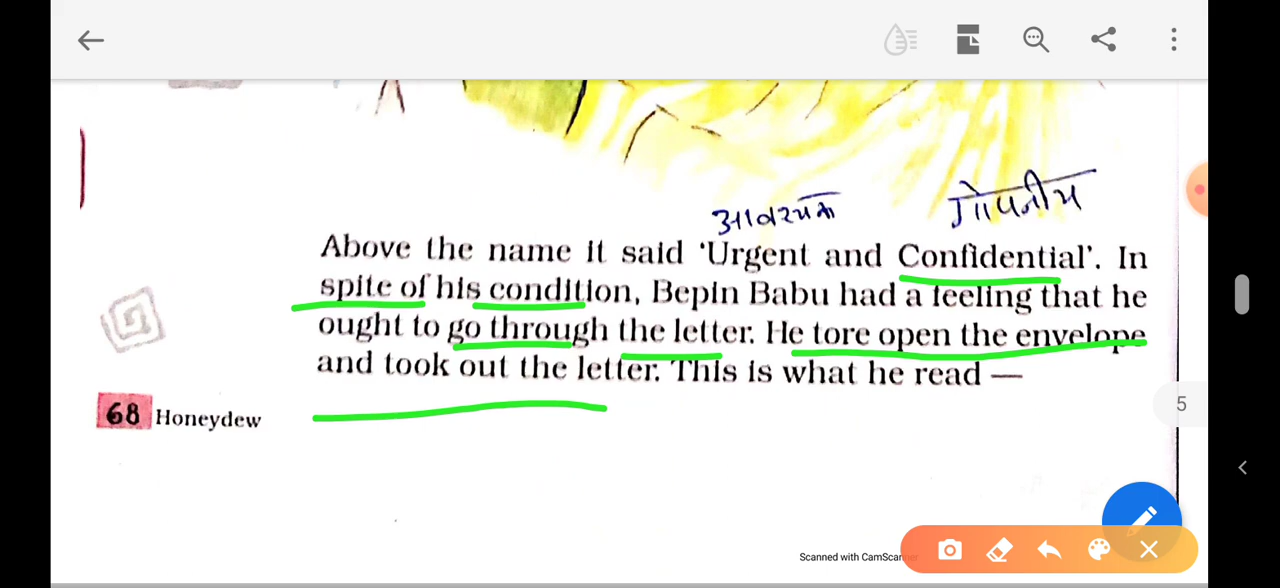 आवश्यक गोपनीय
Above the name it said ‘Urgent and Confidential’. In
spite of his condition, Bepin Babu had a feeling that he
ought to go through the letter. He tore open the envelope
and took out the letter. This is what he read —
5
68 Honeydew
Scanned with CamScanner